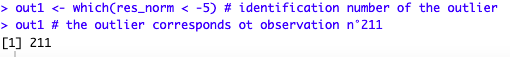 > out1 <- which(res_norm < -5) # identification number of the outlier
> out1 # the outlier corresponds ot observation n°211
[1] 211